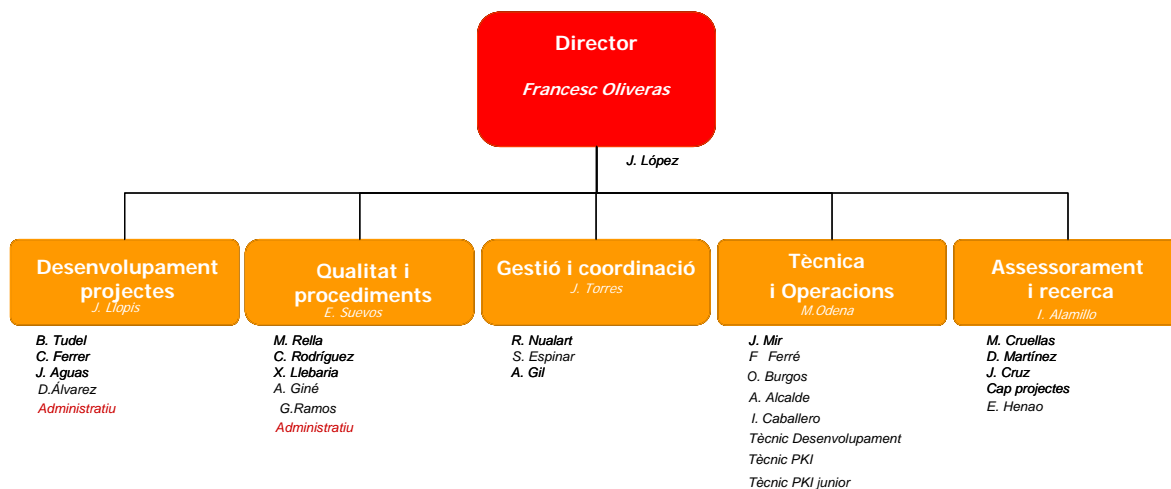 Director
Francesc Oliveras
J. López
Desenvolupament
projectes
J. Llopis
B. Tudel
C. Ferrer
J. Aguas
D.Álvarez
Administratiu
Qualitat i
procediments
E. Suevos
M. Rella
C. Rodríguez
X. Llebaria
A. Giné
G.Ramos
Administratiu
Gestió i coordinació
J. Torres
R. Nualart
S. Espinar
A. Gil
Tècnica
i Operacions
M.Odena
J. Mir
F Ferré
O. Burgos
A. Alcalde
I. Caballero
Tècnic Desenvolupament
Tècnic PKI
Tècnic PKI junior
Assessorament
i recerca
I. Alamillo
M. Cruellas
D. Martínez
J. Cruz
Cap projectes
E. Henao